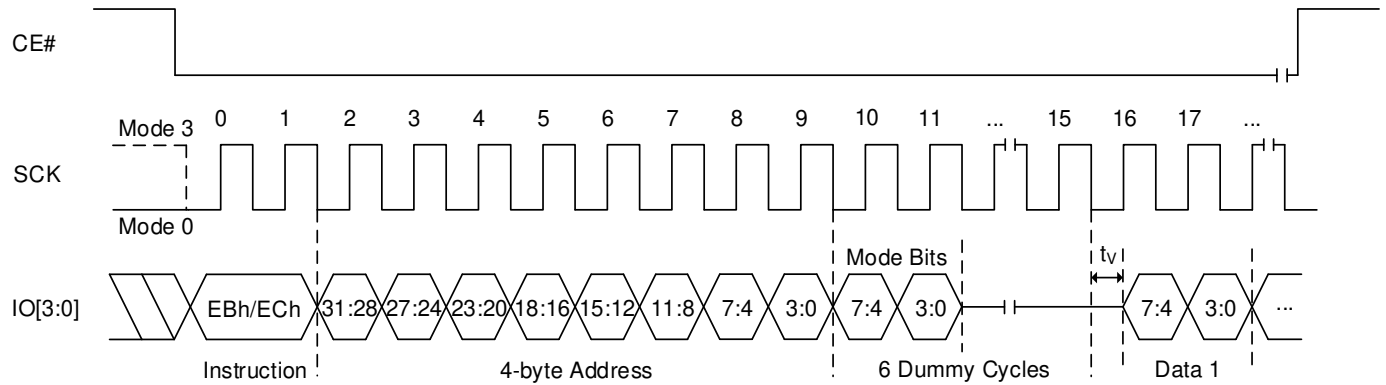 CE#
Mode 3
0 1 2 3 4 5 6 7 8 9 10 11 ... 15 16 17 ...
SCK
Mode 0
Mode Bits
tV
IO[3:0]
EBh/ECh 31:28 27:24 23:20 18:16 15:12 11:8 7:4 3:0 7:4 3:0 7:4 3:0 ...
Instruction 4-byte Address 6 Dummy Cycles Data 1